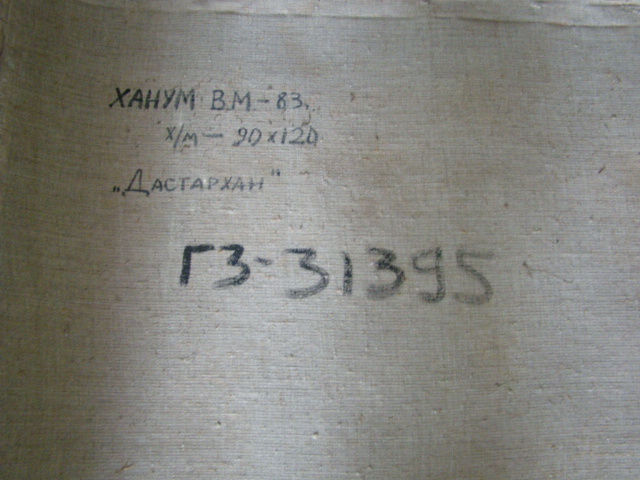 ХАНУМ В.М-83.
х/м - 90х120
„Дастархан"
ГЗ-31395